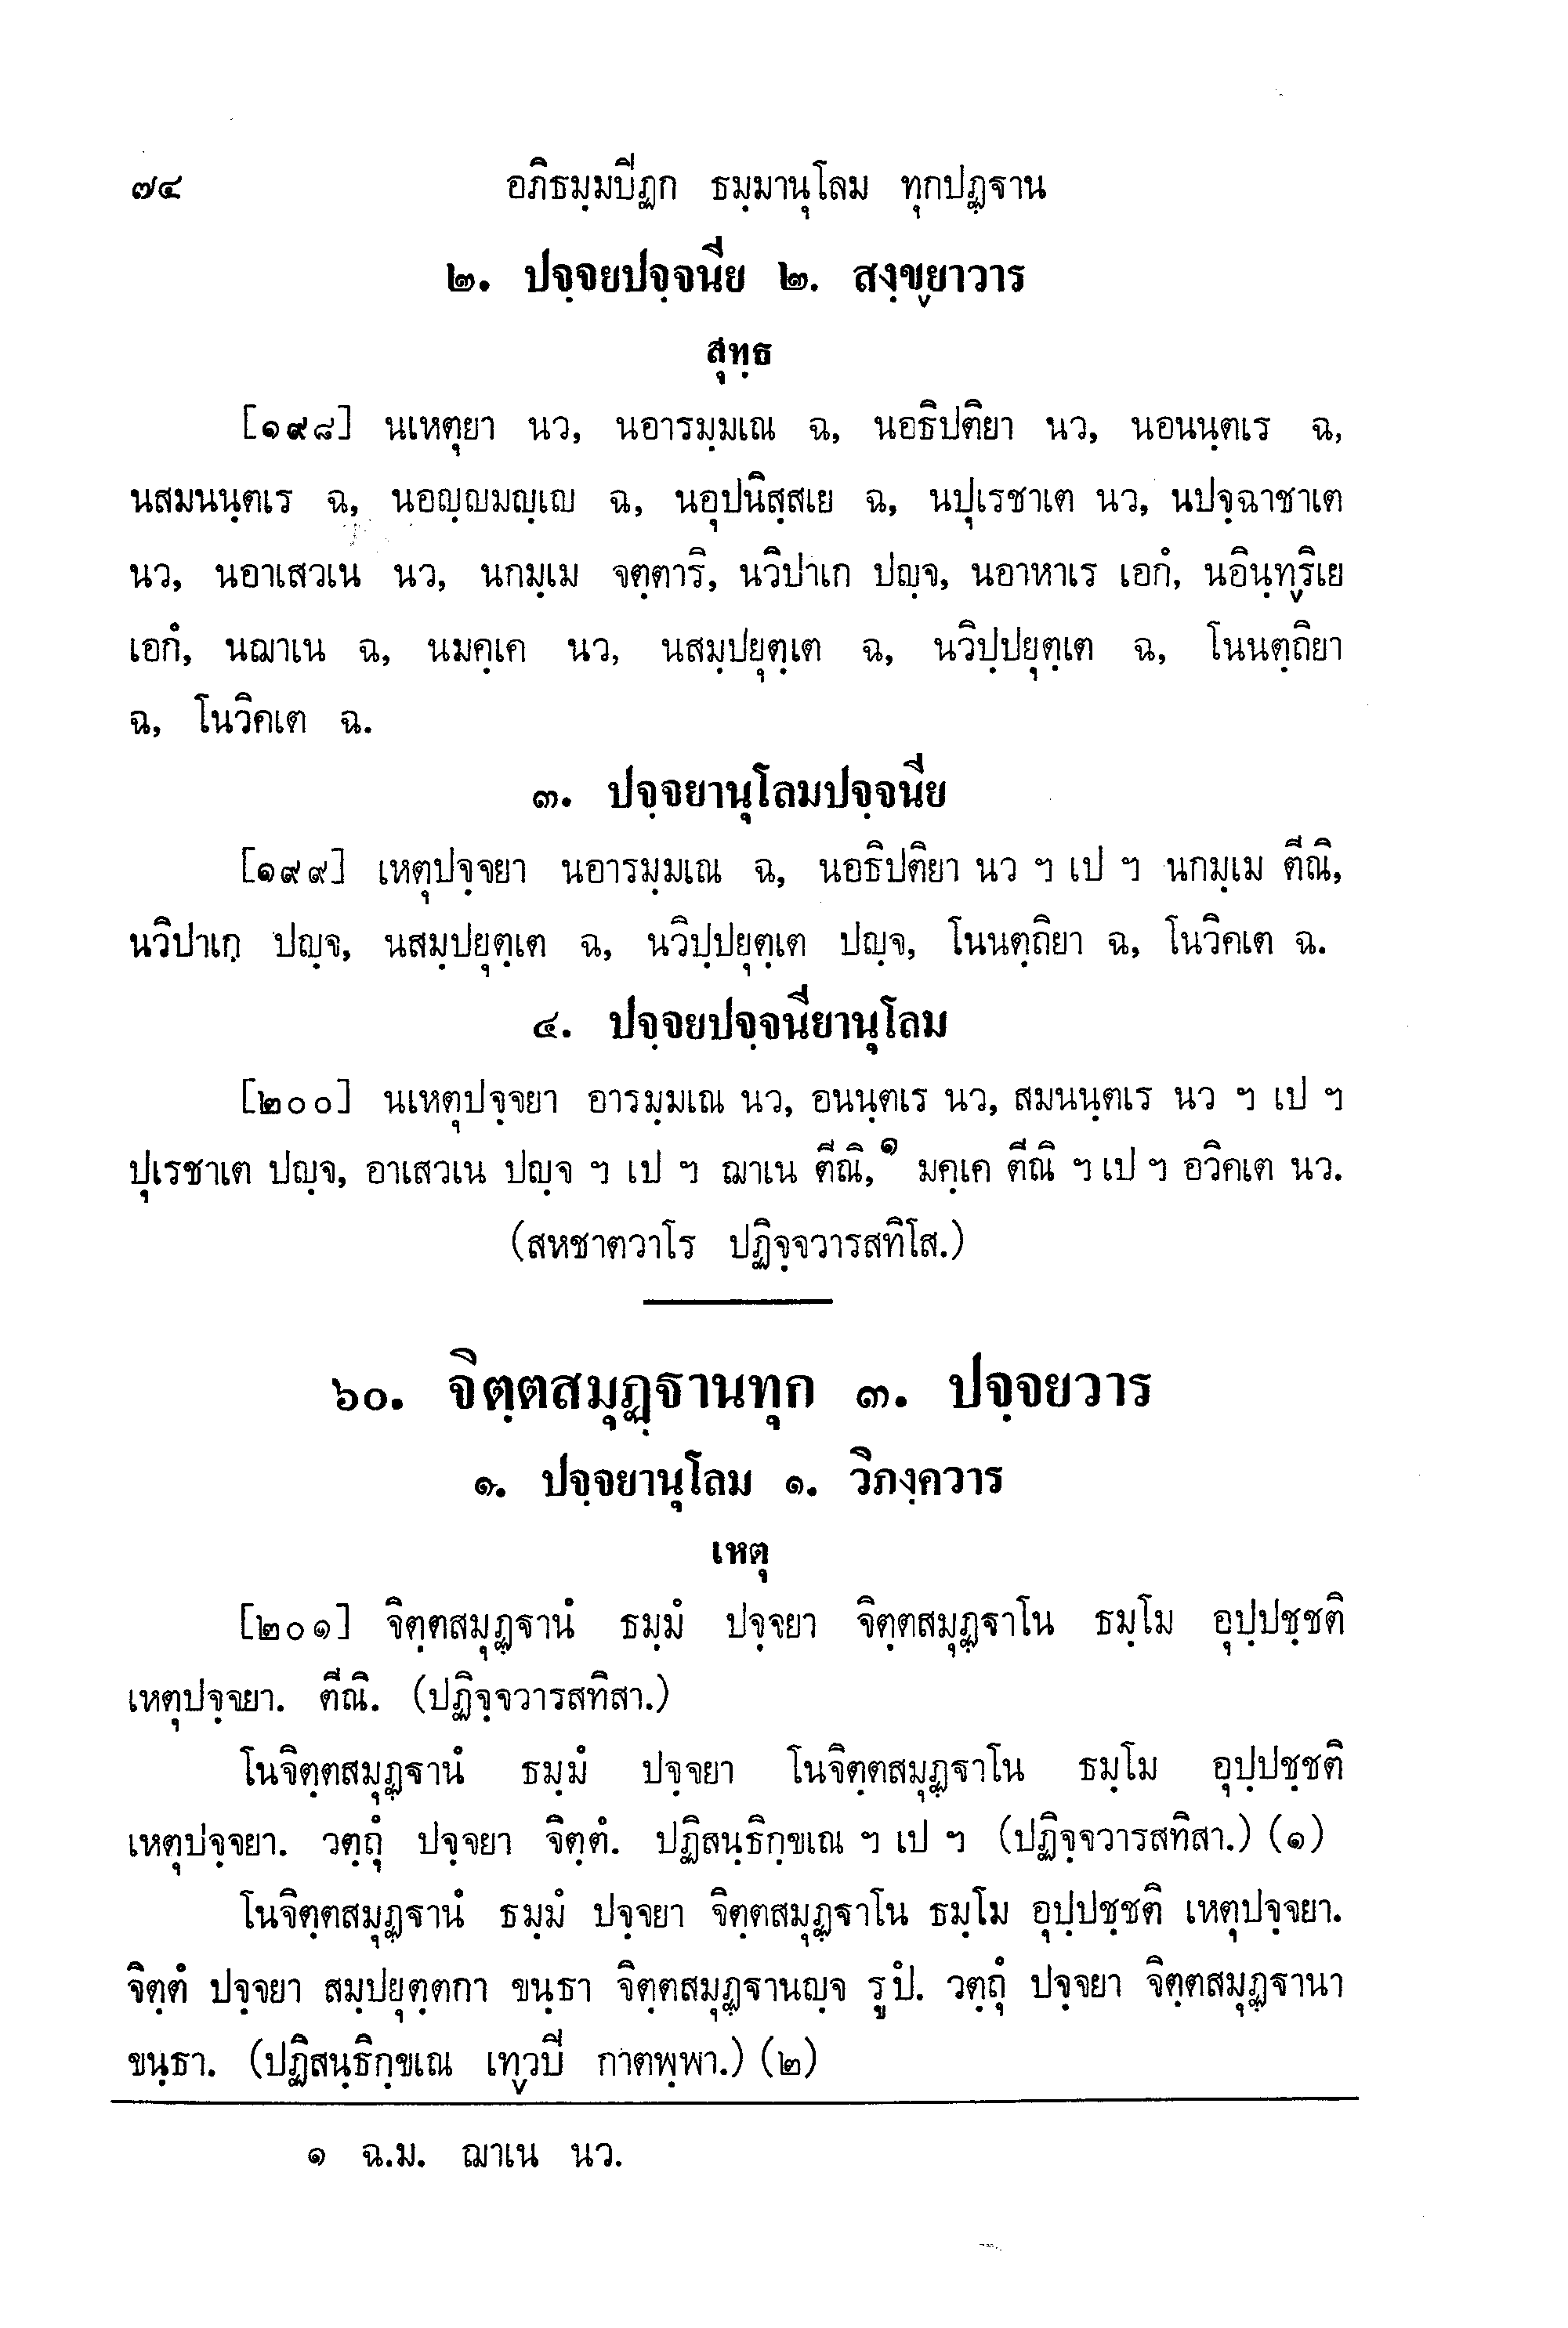 ๗๔ อภิธมฺมปิฏก ธมฺมานุโลม ทุกปฏฺฐาน
๒. ปจฺจยปจฺจนีย ๒. สงฺขฺยาวาร
สุทฺธ
[๑๙๘] นเหตุยา นว, นอารมฺมเณ ฉ, นอธิปติยา นว, นอนนฺตเร ฉ,
นสมนนฺตเร ฉ, นอญฺญมญฺเญ ฉ, นอุปนิสฺสเย ฉ, นปุเรชาเต นว, นปจฺฉาชาเต
นว, นอาเสวเน นว, นกมฺเม จตฺตาริ, นวิปาเก ปญฺจ, นอาหาเร เอกํ, นอินฺทฺริเย
เอกํ, นฌาเน ฉ, นมคฺเค นว, นสมฺปยุตฺเต ฉ, นวิปฺปยุตฺเต ฉ, โนนตฺถิยา
ฉ, โนวิคเต ฉ.
๓. ปจฺจยานุโลมปจฺจนีย
[๑๙๙] เหตุปจฺจยา นอารมฺมเณ ฉ, นอธิปติยา นว ฯ เป ฯ นกมฺเม ตีณิ,
นวิปาเก ปญฺจ, นสมฺปยุตฺเต ฉ, นวิปฺปยุตฺเต ปญฺจ, โนนตฺถิยา ฉ, โนวิคเต ฉ.
๔. ปจฺจยปจฺจนียานุโลม
[๒๐๐] นเหตุปจฺจยา อารมฺมเณ นว, อนนฺตเร นว, สมนนฺตเร นว ฯ เป ฯ
ปุเรชาเต ปญฺจ, อาเสวเน ปญฺจ ฯ เป ฯ ฌาเน ตีณิ,๑ มคฺเค ตีณิ ฯ เป ฯ อวิคเต นว.
(สหชาตวาโร ปฏิจฺจวารสทิโส.)
๖๐. จิตฺตสมุฏฺฐานทุก ๓. ปจฺจยวาร
๑. ปจฺจยานุโลม ๑. วิภงฺควาร
เหตุ
[๒๐๑] จิตฺตสมุฏฺฐานํ ธมฺมํ ปจฺจยา จิตฺตสมุฏฺฐาโน ธมฺโม อุปฺปชฺชติ
เหตุปจฺจยา. ตีณิ. (ปฏิจฺจวารสทิสา.)
โนจิตฺตสมุฏฺฐานํ ธมฺมํ ปจฺจยา โนจิตฺตสมุฏฺฐาโน ธมฺโม อุปฺปชฺชติ
เหตุปจฺจยา. วตฺถุํ ปจฺจยา จิตฺตํ. ปฏิสนฺธิกฺขเณ ฯ เป ฯ (ปฏิจฺจวารสทิสา.) (๑)
โนจิตฺตสมุฏฺฐานํ ธมฺมํ ปจฺจยา จิตฺตสมุฏฺฐาโน ธมฺโม อุปฺปชฺชติ เหตุปจฺจยา.
จิตฺตํ ปจฺจยา สมฺปยุตฺตกา ขนฺธา จิตฺตสมุฏฺฐานญฺจ รูปํ. วตฺถุํ ปจฺจยา จิตฺตสมุฏฺฐานา
ขนฺธา. (ปฏิสนฺธิกฺขเณ เทฺวปิ กาตพฺพา.) (๒)
๑ ฉ.ม. ฌาเน นว.